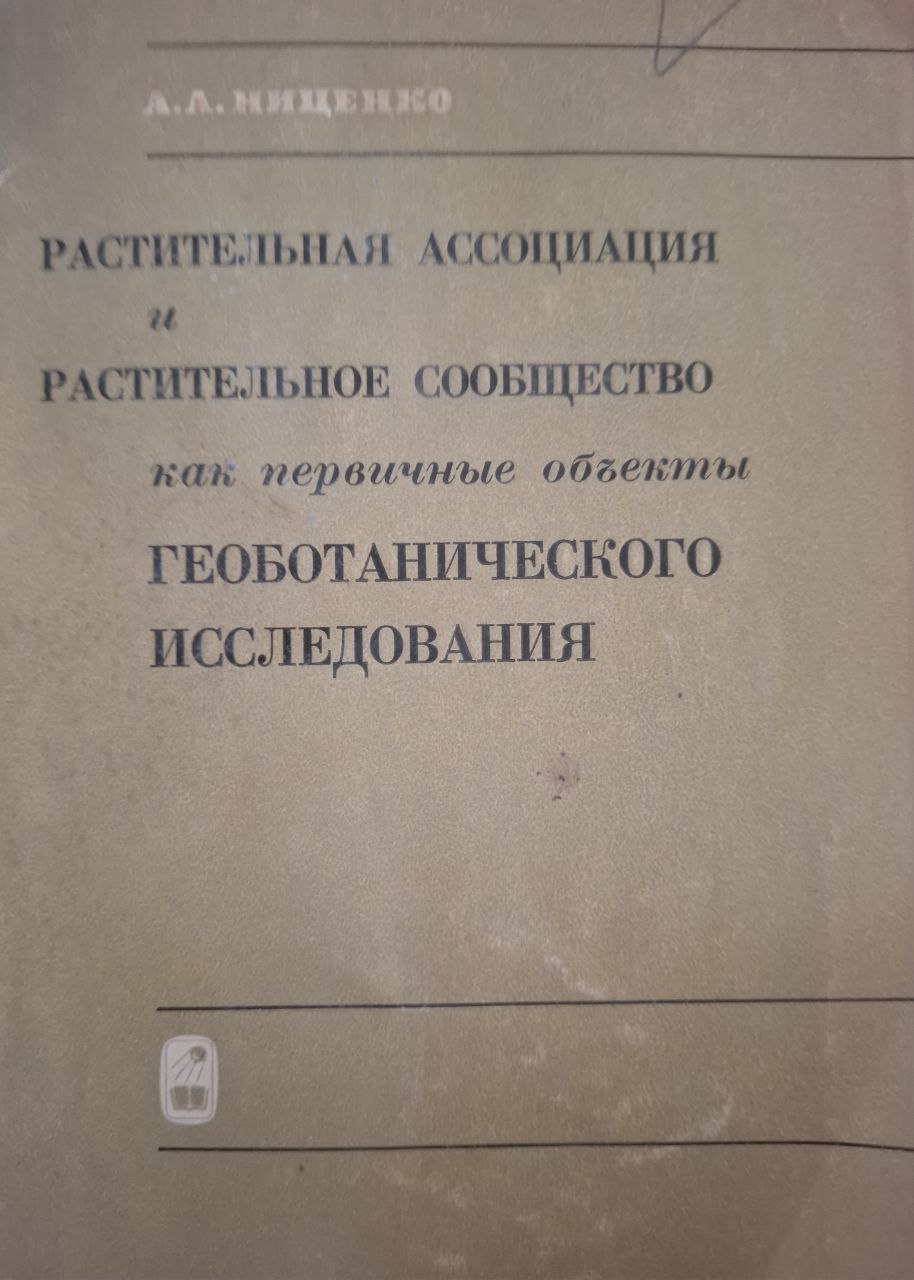 А.А. НИЦЕНКО
РАСТИТЕЛЬНАЯ АССОЦИАЦИЯ
и
РАСТИТЕЛЬНОЕ СООБЩЕСТВО
как первичные объекты
ГЕОБОТАНИЧЕСКОГО
ИССЛЕДОВАНИЯ